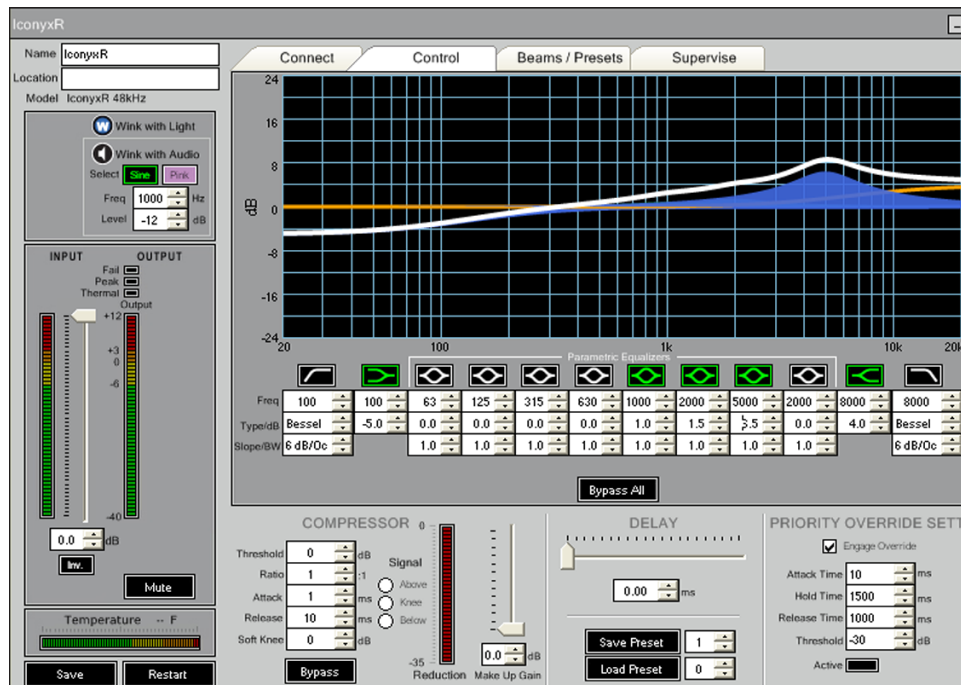 IconyxR
Name IconyxR
Location
Model IconyxR 48kHz
Connect Control Beams / Presets Supervise
W Wink with Light
Wink with Audio
Select Sine Pink
Freq 1000 Hz
Level -12 dB
INPUT OUTPUT
Fail
Peak
Thermal
Output
+12
+3
0
-6
-40
0.0 dB
Inv.
Mute
Temperature -- F
Save Restart
24
16
8
dB 0
-8
-16
-24
20 100 1k 10k 20k
Parametric Equalizers
Freq 100 100 63 125 315 630 1000 2000 5000 2000 8000 8000
Type/dB Bessel -5.0 0.0 0.0 0.0 0.0 1.0 1.5 5.5 0.0 4.0 Bessel
Slope/BW 6 dB/Oc 1.0 1.0 1.0 1.0 1.0 1.0 1.0 1.0 6 dB/Oc
Bypass All
COMPRESSOR
Threshold 0 dB
Ratio 1 :1
Attack 1 ms
Release 10 ms
Soft Knee 0 dB
Bypass
Signal
Above
Knee
Below
0
-35
Reduction
0.0 dB
Make Up Gain
DELAY
0.00 ms
Save Preset 1
Load Preset 0
PRIORITY OVERRIDE SETT
Engage Override
Attack Time 10 ms
Hold Time 1500 ms
Release Time 1000 ms
Threshold -30 dB
Active